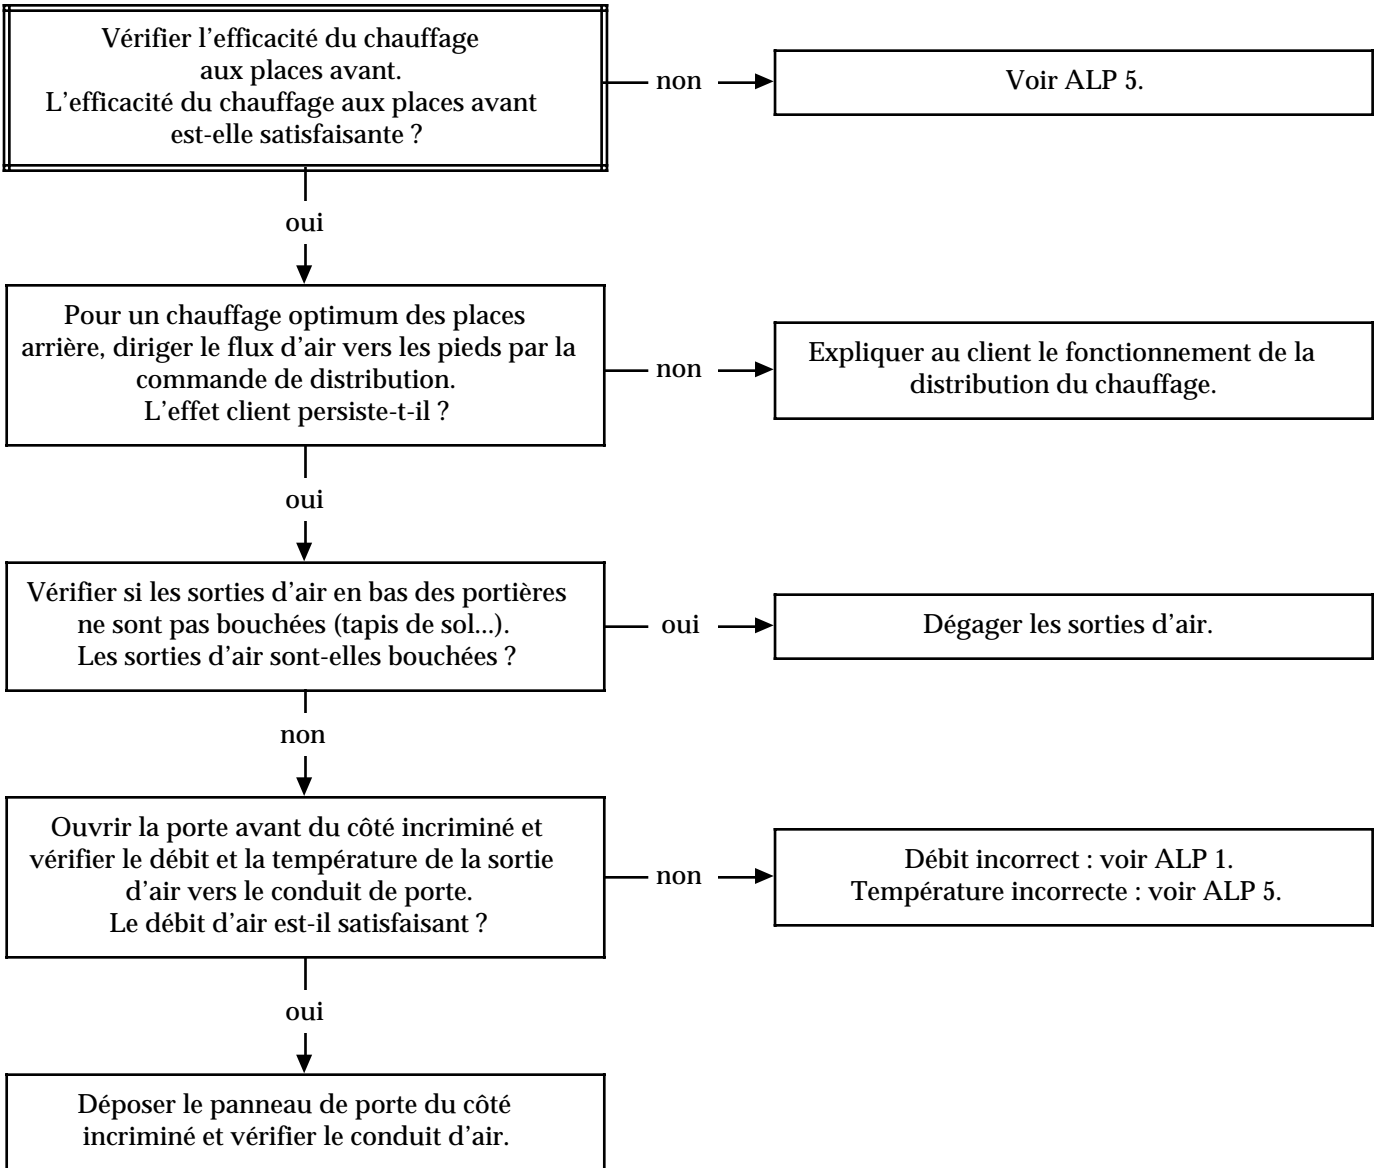 Vérifier l'efficacité du chauffage
aux places avant.
L'efficacité du chauffage aux places avant
est-elle satisfaisante ?
non
Voir ALP 5.
oui
Pour un chauffage optimum des places
arrière, diriger le flux d'air vers les pieds par la
commande de distribution.
L'effet client persiste-t-il ?
non
Expliquer au client le fonctionnement de la
distribution du chauffage.
oui
Vérifier si les sorties d'air en bas des portières
ne sont pas bouchées (tapis de sol...).
Les sorties d'air sont-elles bouchées ?
oui
Dégager les sorties d'air.
non
Ouvrir la porte avant du côté incriminé et
vérifier le débit et la température de la sortie
d'air vers le conduit de porte.
Le débit d'air est-il satisfaisant ?
non
Débit incorrect : voir ALP 1.
Température incorrecte : voir ALP 5.
oui
Déposer le panneau de porte du côté
incriminé et vérifier le conduit d'air.